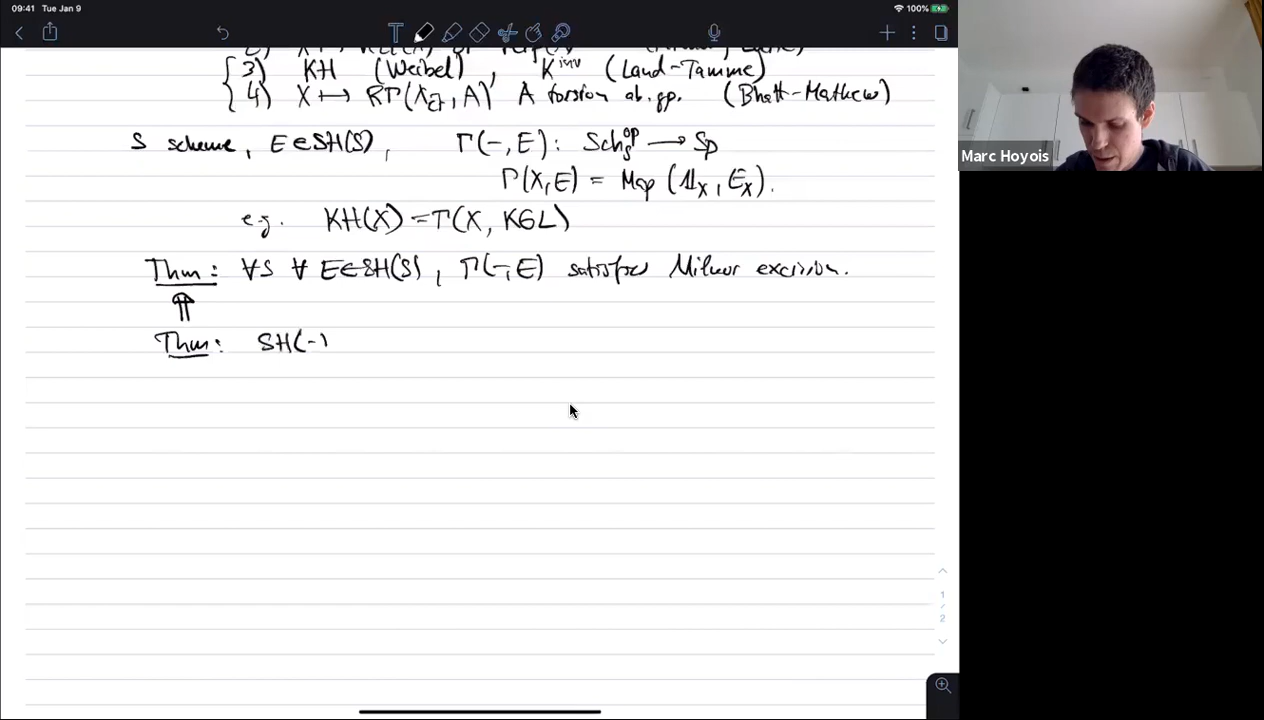 09:41 Tue Jan 9
100%
{ 3) KH (Weibel), K^inv (Land-Tamme)
4) X ↦ RΓ(X_ét, A) A torsion ab. gp. (Bhatt-Mathew)
S scheme, E∈SH(S), Γ(-,E): Sch_S^op → Sp
Γ(X,E) = Map(𝟙_X, E_X).
e.g. KH(X) = Γ(X, KGL)
Thm: ∀S ∀ E∈SH(S), Γ(-,E) satisfies Milnor excision.
⇑
Thm: SH(-)
Marc Hoyois
1
/
2